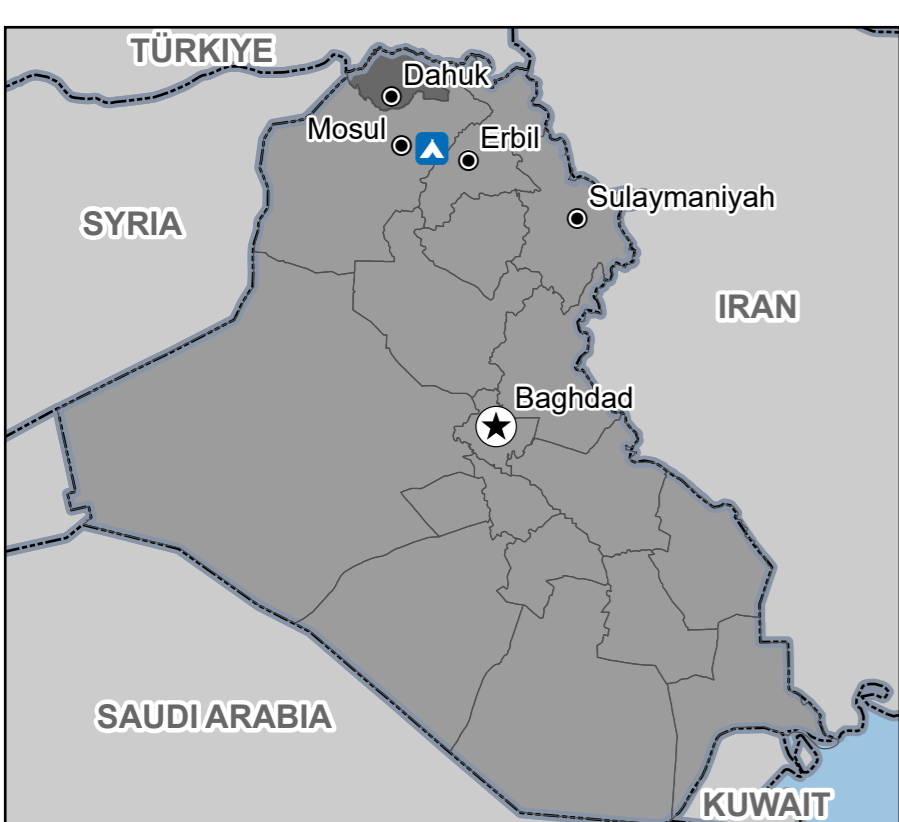 TÜRKIYE
Dahuk
Mosul
Erbil
Sulaymaniyah
SYRIA
IRAN
Baghdad
SAUDI ARABIA
KUWAIT